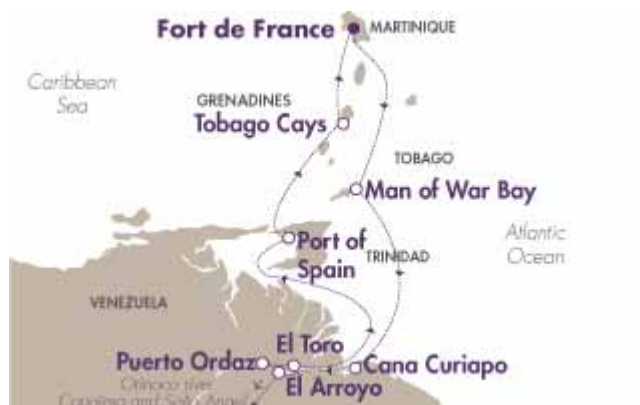 Fort de France
MARTINIQUE
Caribbean
Sea
GRENADINES
Tobago Cays
TOBAGO
Man of War Bay
Atlantic
Ocean
Port of
Spain
TRINIDAD
VENEZUELA
El Toro
Puerto Ordaz
Cana Curiapo
El Arroyo
Orinoco river